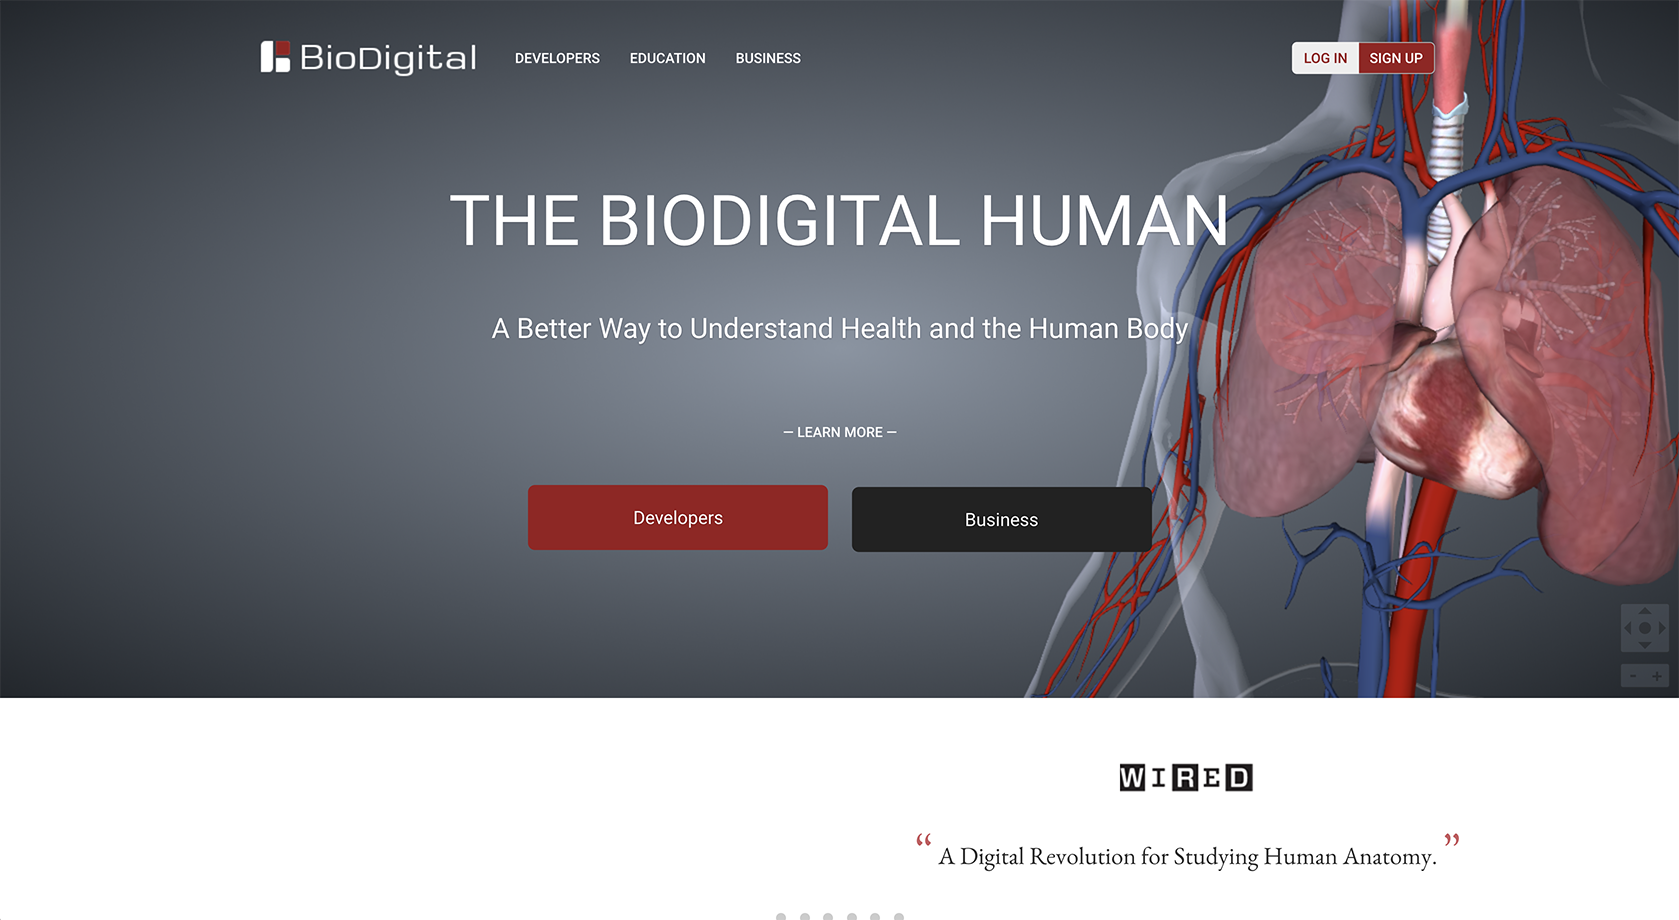 BioDigital
DEVELOPERS EDUCATION BUSINESS
LOG IN SIGN UP
THE BIODIGITAL HUMAN
A Better Way to Understand Health and the Human Body
— LEARN MORE —
Developers
Business
- +
WIRED
“ A Digital Revolution for Studying Human Anatomy. ”